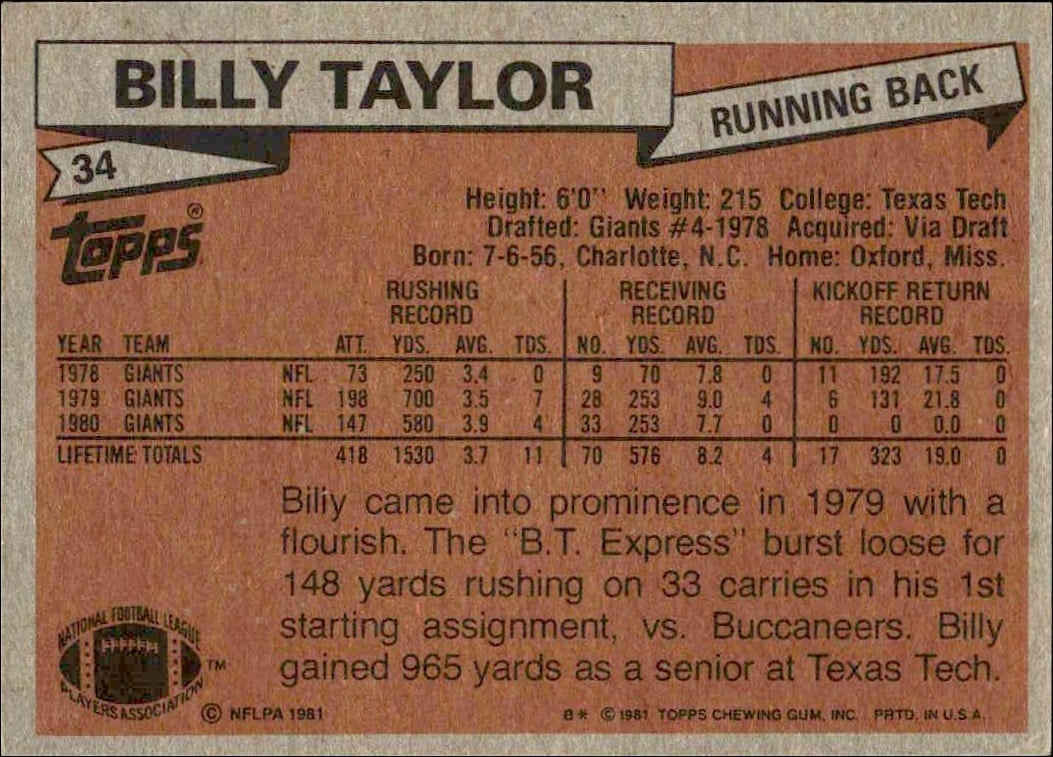 BILLY TAYLOR
RUNNING BACK
34
topps®
Height: 6'0" Weight: 215 College: Texas Tech
Drafted: Giants #4-1978 Acquired: Via Draft
Born: 7-6-56, Charlotte, N.C. Home: Oxford, Miss.
RUSHING RECORD RECEIVING RECORD KICKOFF RETURN RECORD
YEAR TEAM ATT. YDS. AVG. TDS. NO. YDS. AVG. TDS. NO. YDS. AVG. TDS.
1978 GIANTS NFL 73 250 3.4 0 9 70 7.8 0 11 192 17.5 0
1979 GIANTS NFL 198 700 3.5 7 28 253 9.0 4 6 131 21.8 0
1980 GIANTS NFL 147 580 3.9 4 33 253 7.7 0 0 0 0.0 0
LIFETIME TOTALS 418 1530 3.7 11 70 576 8.2 4 17 323 19.0 0
Billy came into prominence in 1979 with a
flourish. The "B.T. Express" burst loose for
148 yards rushing on 33 carries in his 1st
starting assignment, vs. Buccaneers. Billy
gained 965 yards as a senior at Texas Tech.
NATIONAL FOOTBALL LEAGUE
PLAYERS ASSOCIATION
TM
© NFLPA 1981
B* © 1981 TOPPS CHEWING GUM, INC. PRTD. IN U.S.A.